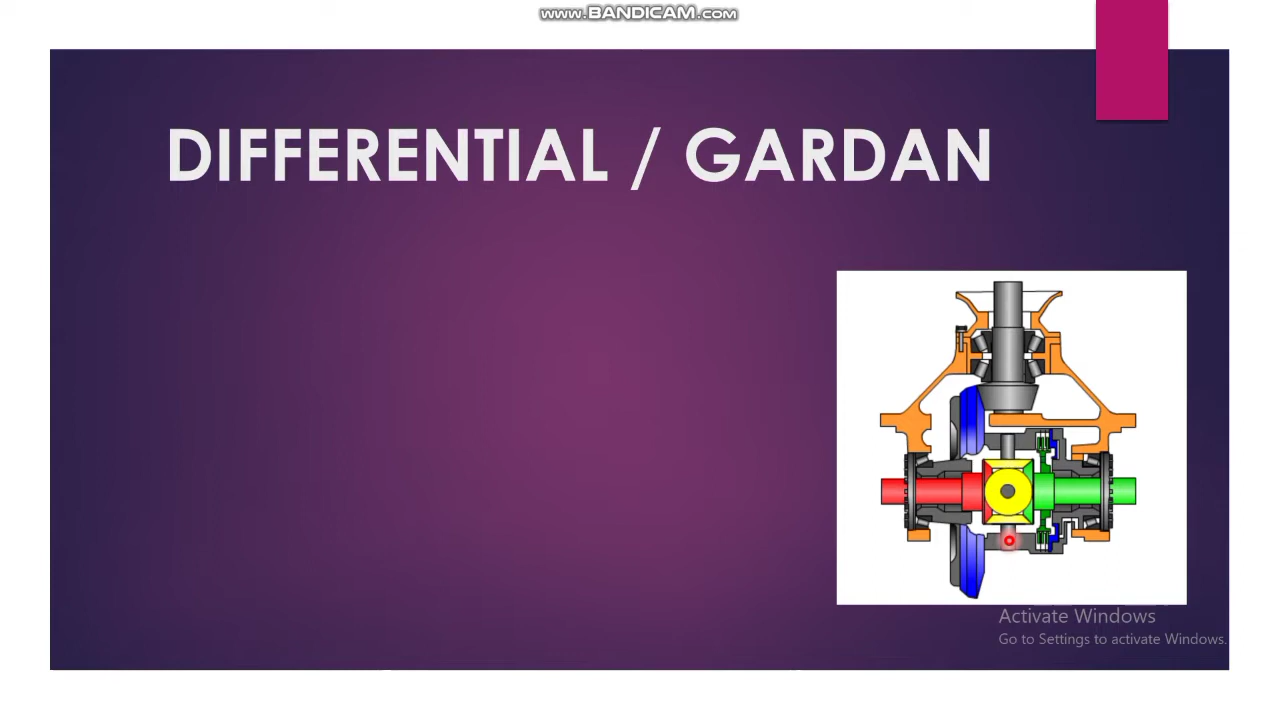 www.BANDICAM.com
DIFFERENTIAL / GARDAN
Activate Windows
Go to Settings to activate Windows.